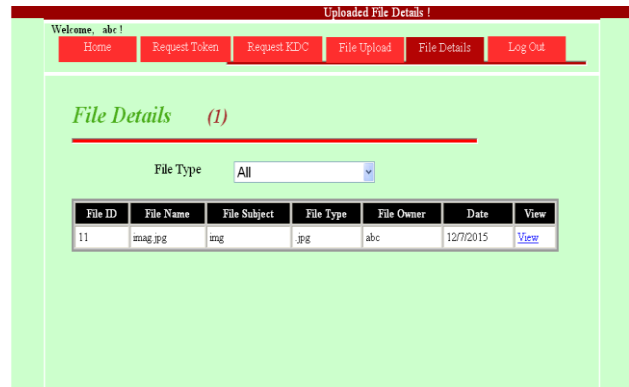 Uploaded File Details !
Welcome, abc !
Home Request Token Request KDC File Upload File Details Log Out
File Details (1)
File Type All
File ID File Name File Subject File Type File Owner Date View
11 imag.jpg img .jpg abc 12/7/2015 View